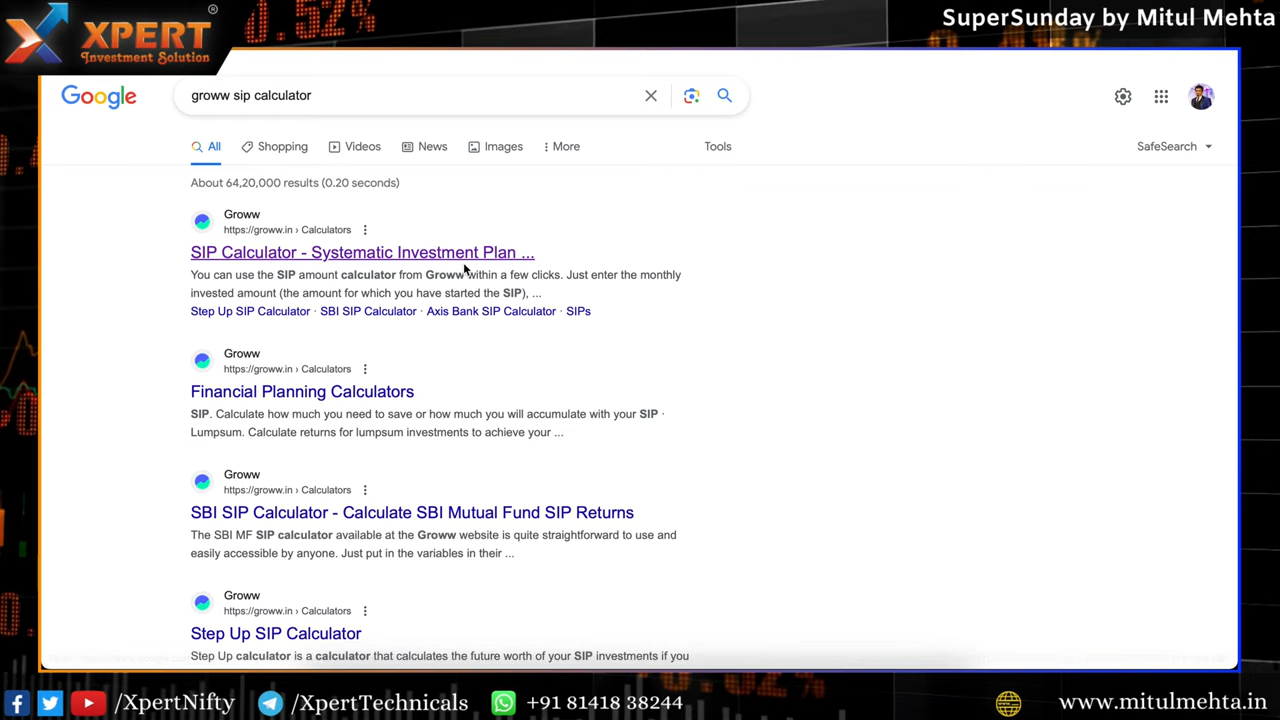 XPERT
®
Investment Solution
0.52%
SuperSunday by Mitul Mehta
Google
groww sip calculator
All
Shopping
Videos
News
Images
More
Tools
SafeSearch
About 64,20,000 results (0.20 seconds)
Groww
https://groww.in › Calculators
SIP Calculator - Systematic Investment Plan ...
You can use the SIP amount calculator from Groww within a few clicks. Just enter the monthly
invested amount (the amount for which you have started the SIP), ...
Step Up SIP Calculator · SBI SIP Calculator · Axis Bank SIP Calculator · SIPs
Groww
https://groww.in › Calculators
Financial Planning Calculators
SIP. Calculate how much you need to save or how much you will accumulate with your SIP ·
Lumpsum. Calculate returns for lumpsum investments to achieve your ...
Groww
https://groww.in › Calculators
SBI SIP Calculator - Calculate SBI Mutual Fund SIP Returns
The SBI MF SIP calculator available at the Groww website is quite straightforward to use and
easily accessible by anyone. Just put in the variables in their ...
Groww
https://groww.in › Calculators
Step Up SIP Calculator
Step Up calculator is a calculator that calculates the future worth of your SIP investments if you
/XpertNifty
/XpertTechnicals
+91 81418 38244
www.mitulmehta.in